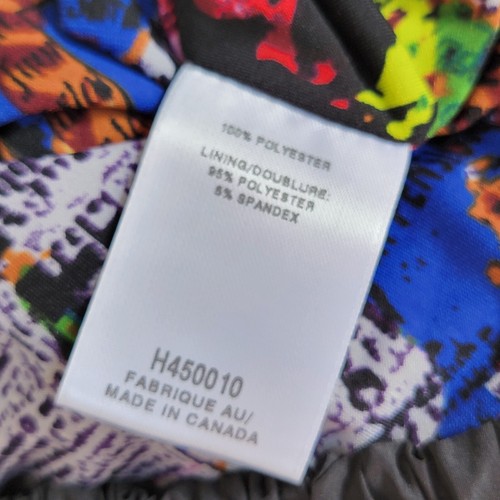 100% POLYESTER
LINING/DOUBLURE:
95% POLYESTER
5% SPANDEX
H450010
FABRIQUE AU/
MADE IN CANADA